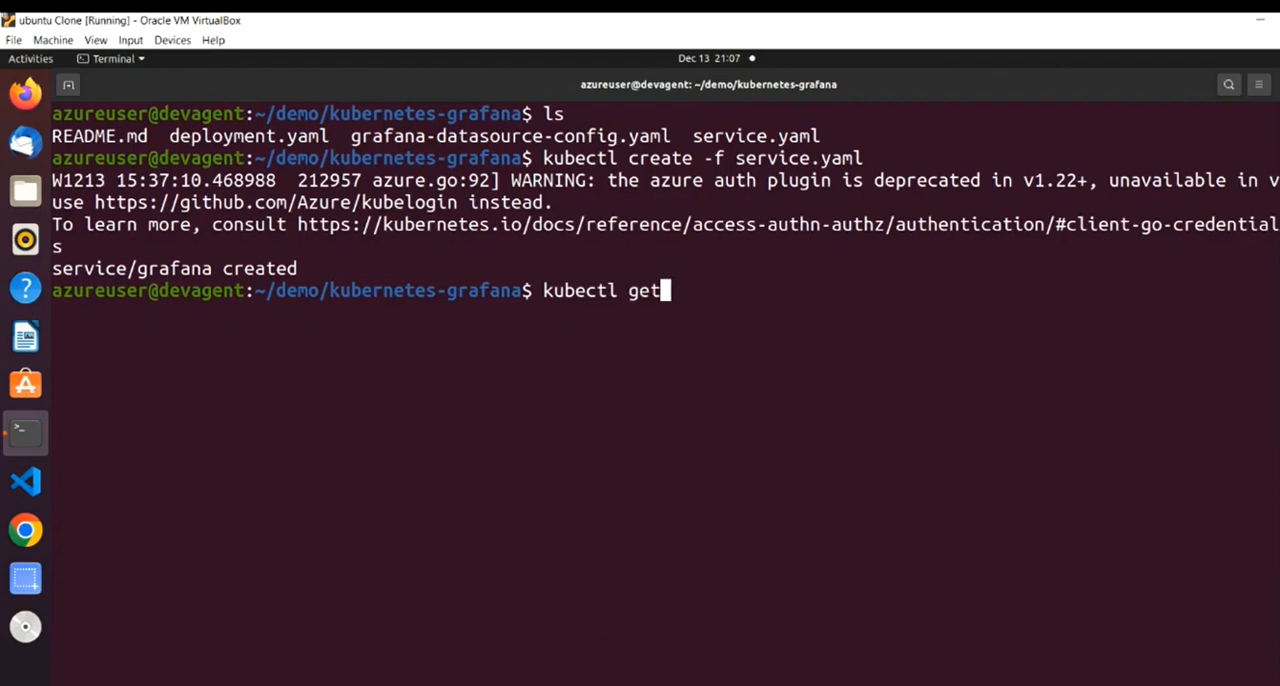 ubuntu Clone [Running] - Oracle VM VirtualBox
File Machine View Input Devices Help
Activities Terminal Dec 13 21:07
azureuser@devagent: ~/demo/kubernetes-grafana
azureuser@devagent:~/demo/kubernetes-grafana$ ls
README.md deployment.yaml grafana-datasource-config.yaml service.yaml
azureuser@devagent:~/demo/kubernetes-grafana$ kubectl create -f service.yaml
W1213 15:37:10.468988 212957 azure.go:92] WARNING: the azure auth plugin is deprecated in v1.22+, unavailable in v
use https://github.com/Azure/kubelogin instead.
To learn more, consult https://kubernetes.io/docs/reference/access-authn-authz/authentication/#client-go-credential
s
service/grafana created
azureuser@devagent:~/demo/kubernetes-grafana$ kubectl get